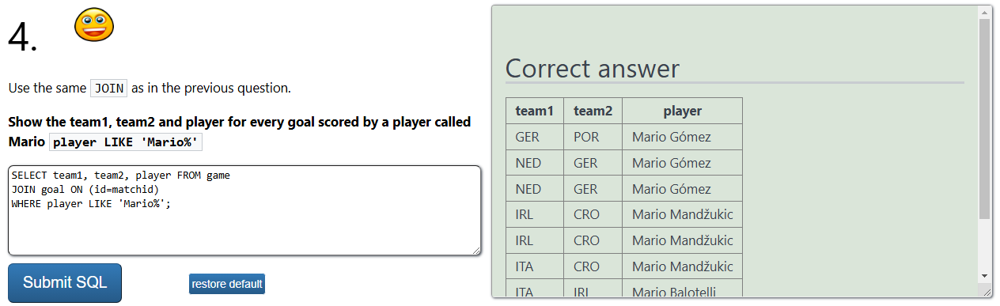 4.
Use the same JOIN as in the previous question.
Show the team1, team2 and player for every goal scored by a player called
Mario player LIKE 'Mario%'
SELECT team1, team2, player FROM game
JOIN goal ON (id=matchid)
WHERE player LIKE 'Mario%';
Submit SQL
restore default
Correct answer
team1 team2 player
GER POR Mario Gómez
NED GER Mario Gómez
NED GER Mario Gómez
IRL CRO Mario Mandžukic
IRL CRO Mario Mandžukic
ITA CRO Mario Mandžukic
ITA IRL Mario Balotelli